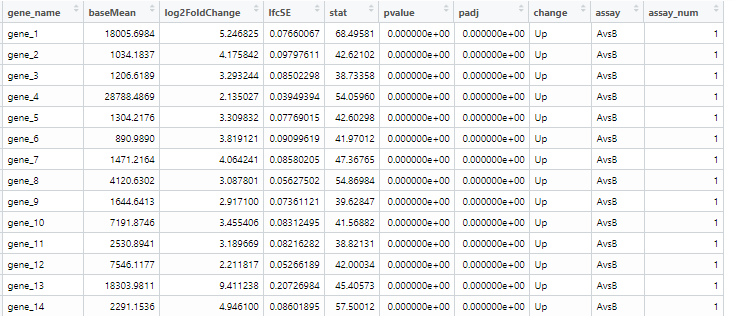 gene_name baseMean log2FoldChange lfcSE stat pvalue padj change assay assay_num
gene_1 18005.6984 5.246825 0.07660067 68.49581 0.000000e+00 0.000000e+00 Up AvsB 1
gene_2 1034.1837 4.175842 0.09797611 42.62102 0.000000e+00 0.000000e+00 Up AvsB 1
gene_3 1206.6189 3.293244 0.08502298 38.73358 0.000000e+00 0.000000e+00 Up AvsB 1
gene_4 28788.4869 2.135027 0.03949394 54.05960 0.000000e+00 0.000000e+00 Up AvsB 1
gene_5 1304.2176 3.309832 0.07769015 42.60298 0.000000e+00 0.000000e+00 Up AvsB 1
gene_6 890.9890 3.819121 0.09099619 41.97012 0.000000e+00 0.000000e+00 Up AvsB 1
gene_7 1471.2164 4.064241 0.08580205 47.36765 0.000000e+00 0.000000e+00 Up AvsB 1
gene_8 4120.6302 3.087801 0.05627502 54.86984 0.000000e+00 0.000000e+00 Up AvsB 1
gene_9 1644.6413 2.917100 0.07361121 39.62847 0.000000e+00 0.000000e+00 Up AvsB 1
gene_10 7191.8746 3.455406 0.08312495 41.56882 0.000000e+00 0.000000e+00 Up AvsB 1
gene_11 2530.8941 3.189669 0.08216282 38.82131 0.000000e+00 0.000000e+00 Up AvsB 1
gene_12 7546.1177 2.211817 0.05266189 42.00034 0.000000e+00 0.000000e+00 Up AvsB 1
gene_13 18303.9811 9.411238 0.20726984 45.40573 0.000000e+00 0.000000e+00 Up AvsB 1
gene_14 2291.1536 4.946100 0.08601895 57.50012 0.000000e+00 0.000000e+00 Up AvsB 1